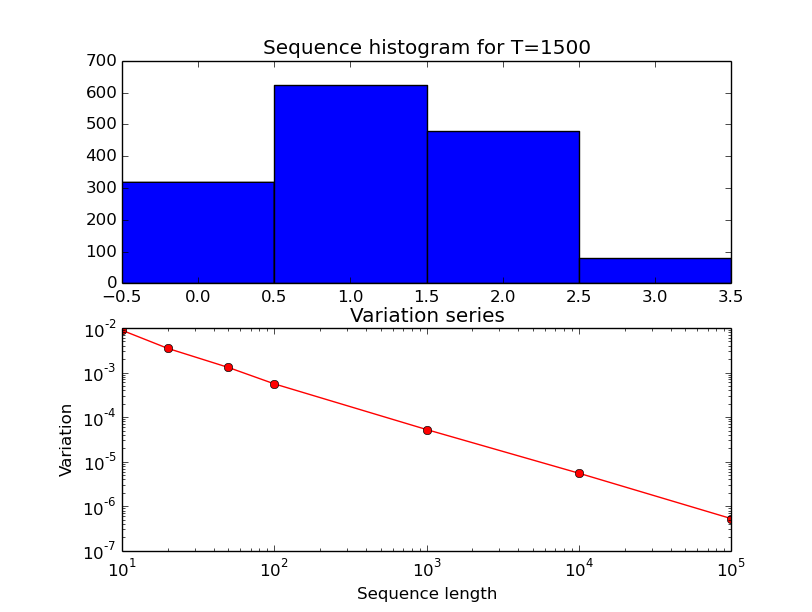 Sequence histogram for T=1500
700
600
500
400
300
200
100
0
−0.5 0.0 0.5 1.0 1.5 2.0 2.5 3.0 3.5
Variation series
10^-2
10^-3
10^-4
10^-5
10^-6
10^-7
Variation
10^1 10^2 10^3 10^4 10^5
Sequence length